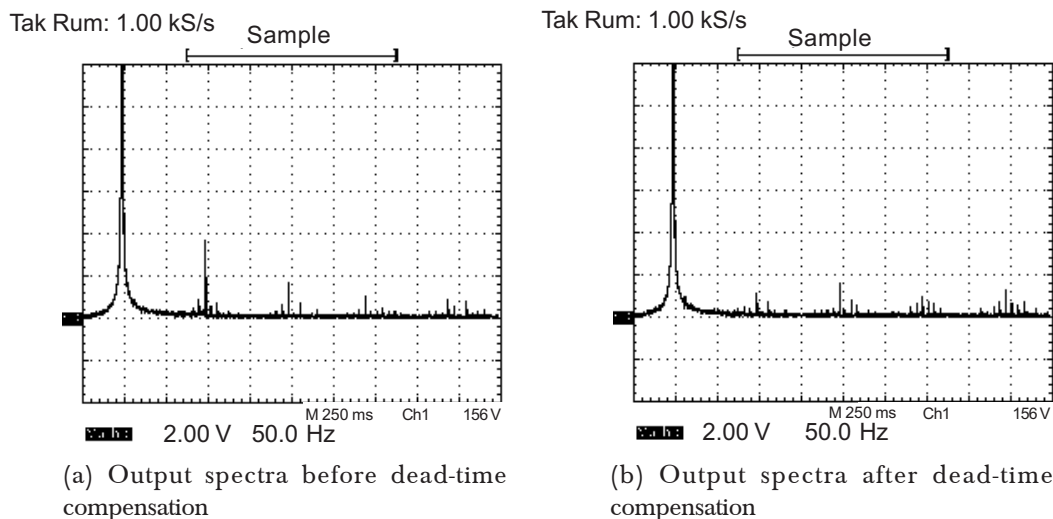 Tak Rum: 1.00 kS/s
Sample
M 250 ms Ch1 156 V
2.00 V 50.0 Hz
(a) Output spectra before dead-time
compensation
Tak Rum: 1.00 kS/s
Sample
M 250 ms Ch1 156 V
2.00 V 50.0 Hz
(b) Output spectra after dead-time
compensation